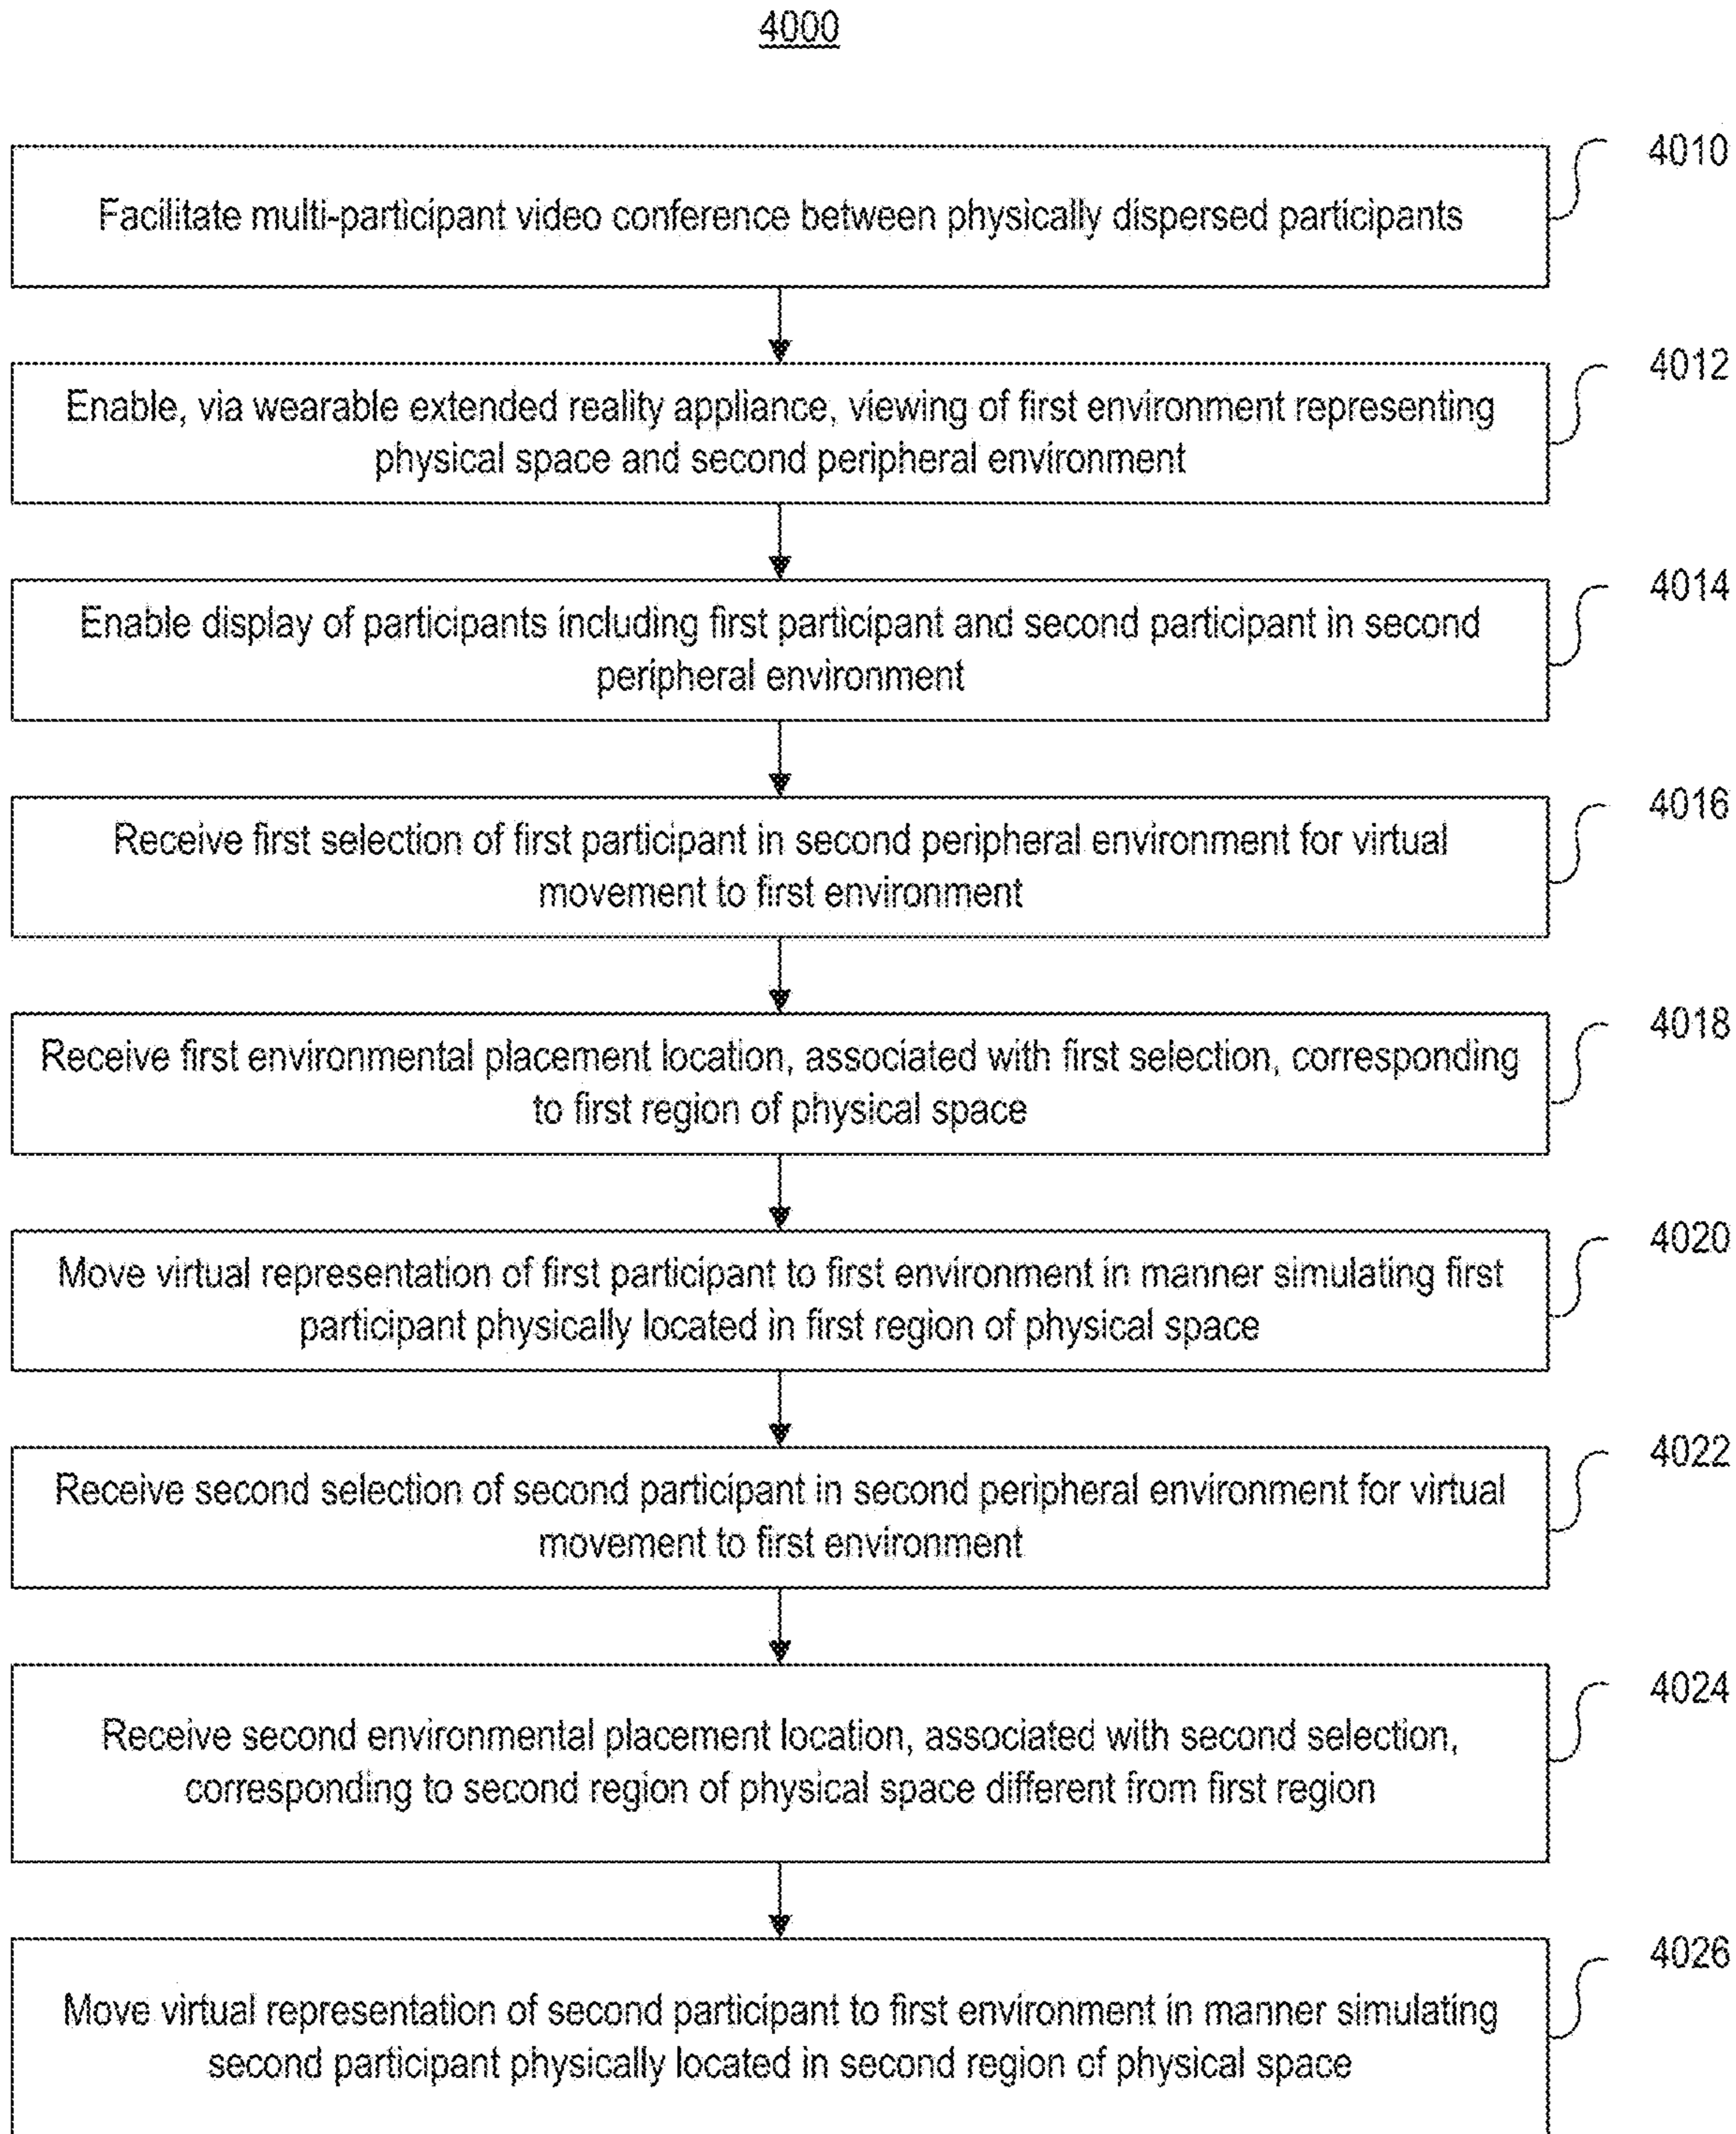 4000
4010
Facilitate multi-participant video conference between physically dispersed participants
4012
Enable, via wearable extended reality appliance, viewing of first environment representing
physical space and second peripheral environment
4014
Enable display of participants including first participant and second participant in second
peripheral environment
4016
Receive first selection of first participant in second peripheral environment for virtual
movement to first environment
4018
Receive first environmental placement location, associated with first selection, corresponding
to first region of physical space
4020
Move virtual representation of first participant to first environment in manner simulating first
participant physically located in first region of physical space
4022
Receive second selection of second participant in second peripheral environment for virtual
movement to first environment
4024
Receive second environmental placement location, associated with second selection,
corresponding to second region of physical space different from first region
4026
Move virtual representation of second participant to first environment in manner simulating
second participant physically located in second region of physical space